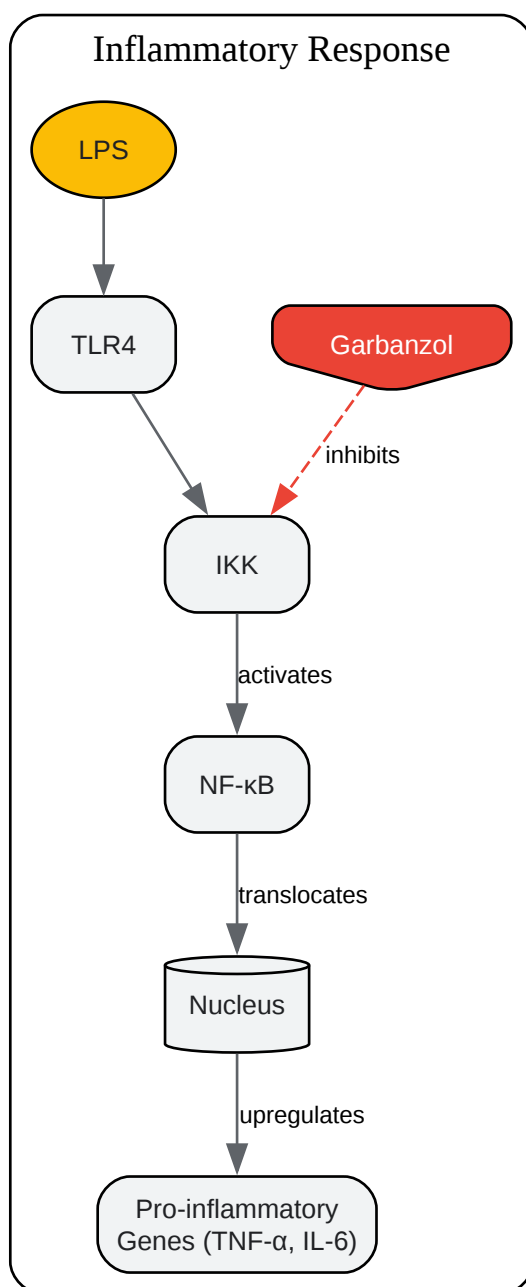 Inflammatory Response
LPS
TLR4
Garbanzol
inhibits
IKK
activates
NF-κB
translocates
Nucleus
upregulates
Pro-inflammatory
Genes (TNF-α, IL-6)